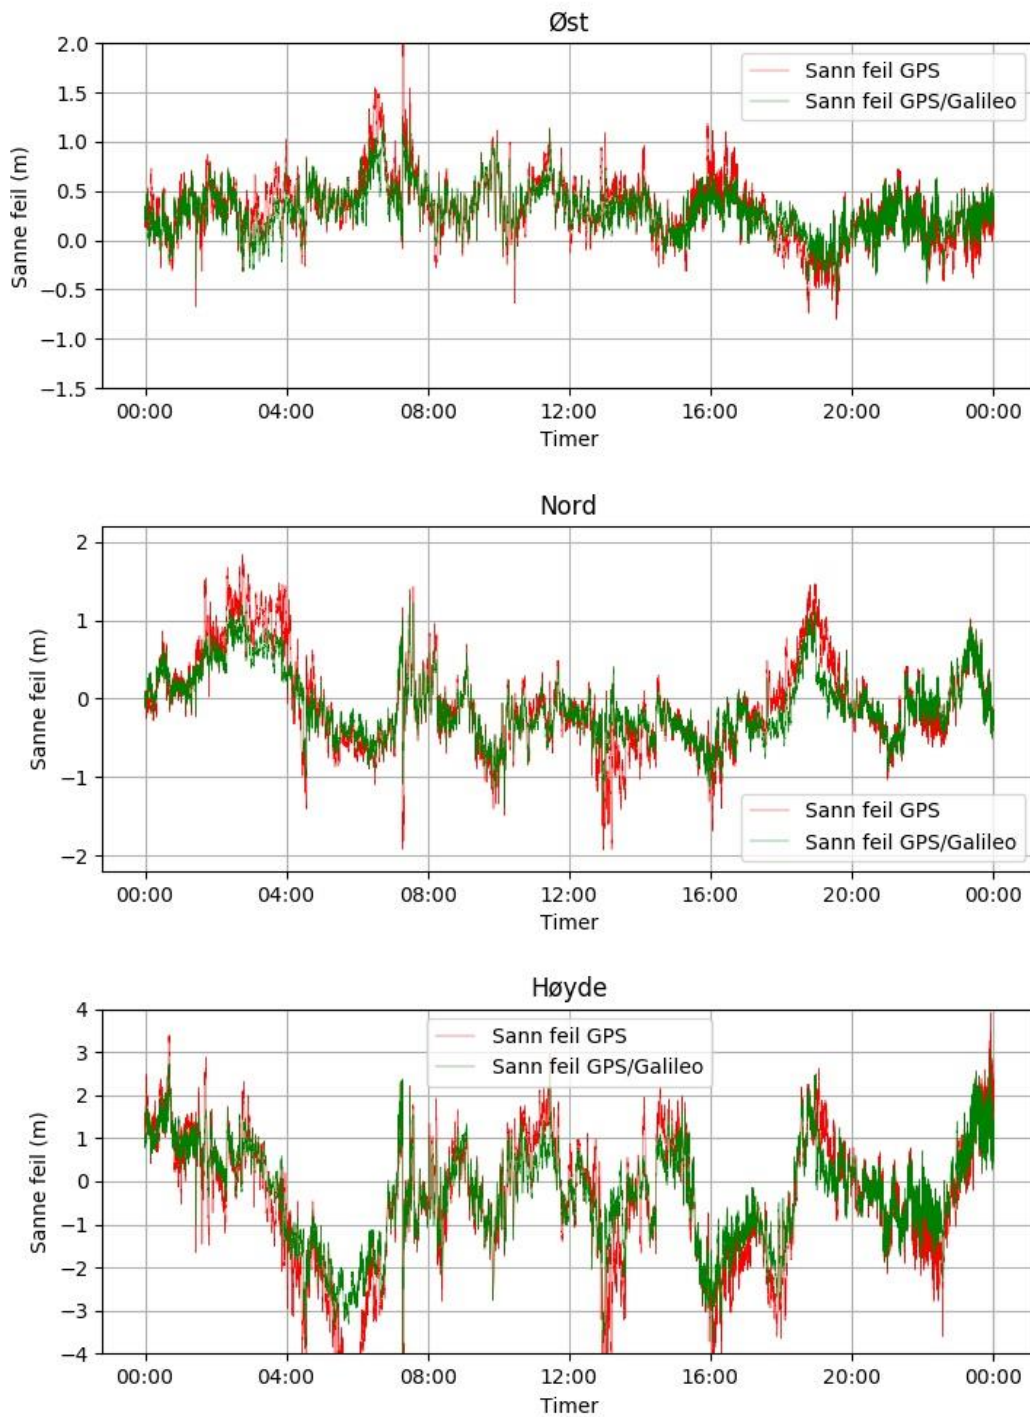 Øst
2.0
1.5
1.0
0.5
0.0
−0.5
−1.0
−1.5
Sanne feil (m)
Sann feil GPS
Sann feil GPS/Galileo
00:00 04:00 08:00 12:00 16:00 20:00 00:00
Timer
Nord
2
1
0
−1
−2
Sanne feil (m)
Sann feil GPS
Sann feil GPS/Galileo
00:00 04:00 08:00 12:00 16:00 20:00 00:00
Timer
Høyde
4
3
2
1
0
−1
−2
−3
−4
Sanne feil (m)
Sann feil GPS
Sann feil GPS/Galileo
00:00 04:00 08:00 12:00 16:00 20:00 00:00
Timer